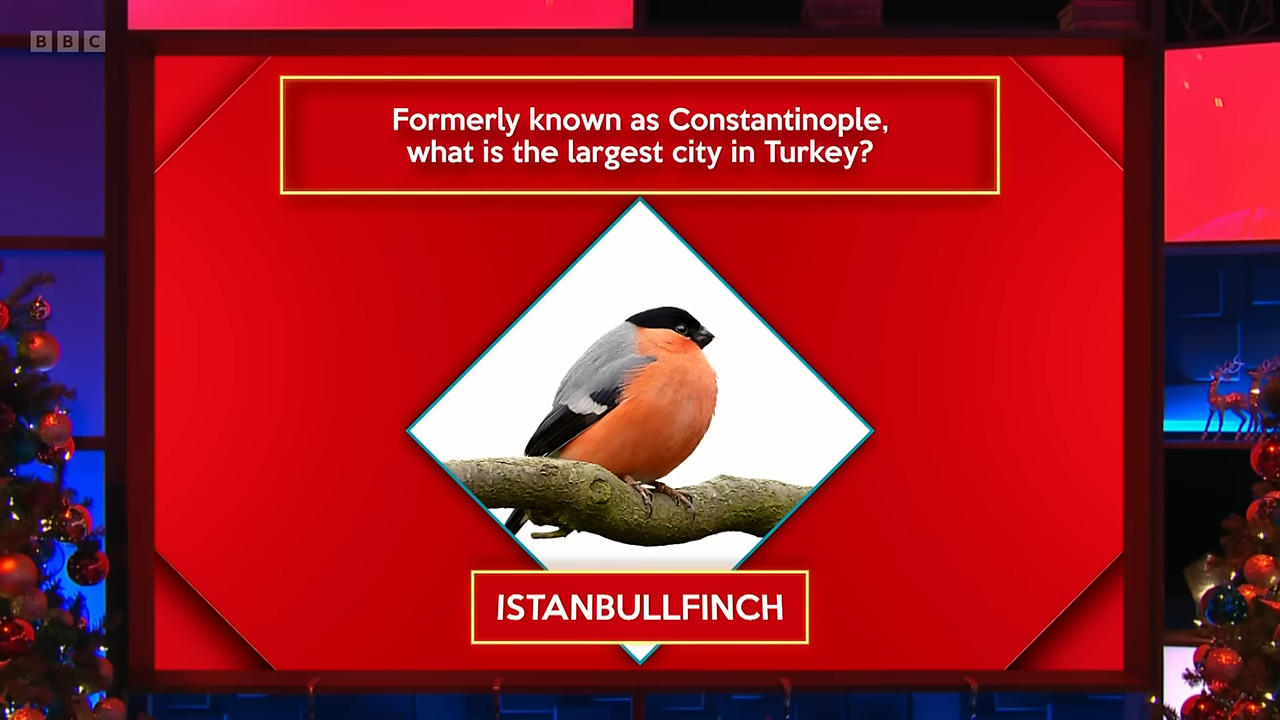 BBC
Formerly known as Constantinople,
what is the largest city in Turkey?
ISTANBULLFINCH